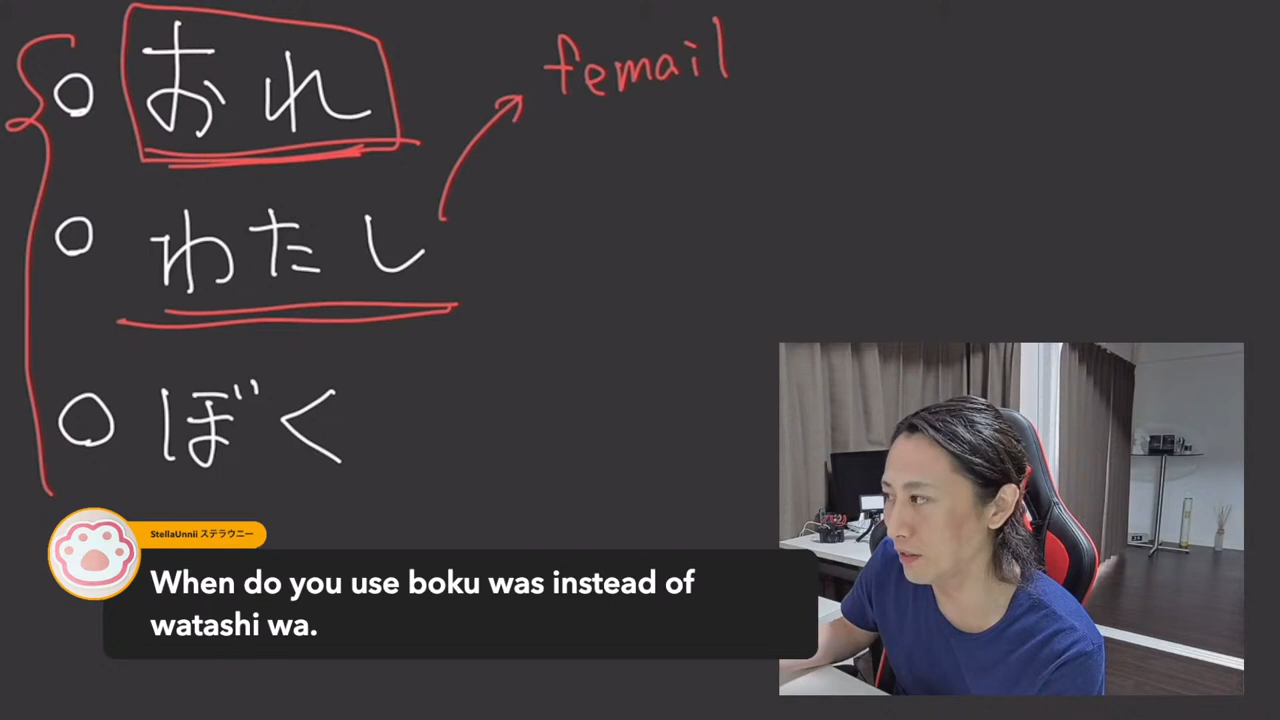 おれ
femail
わたし
ぼく
StellaUnnii ステラウニー
When do you use boku was instead of
watashi wa.